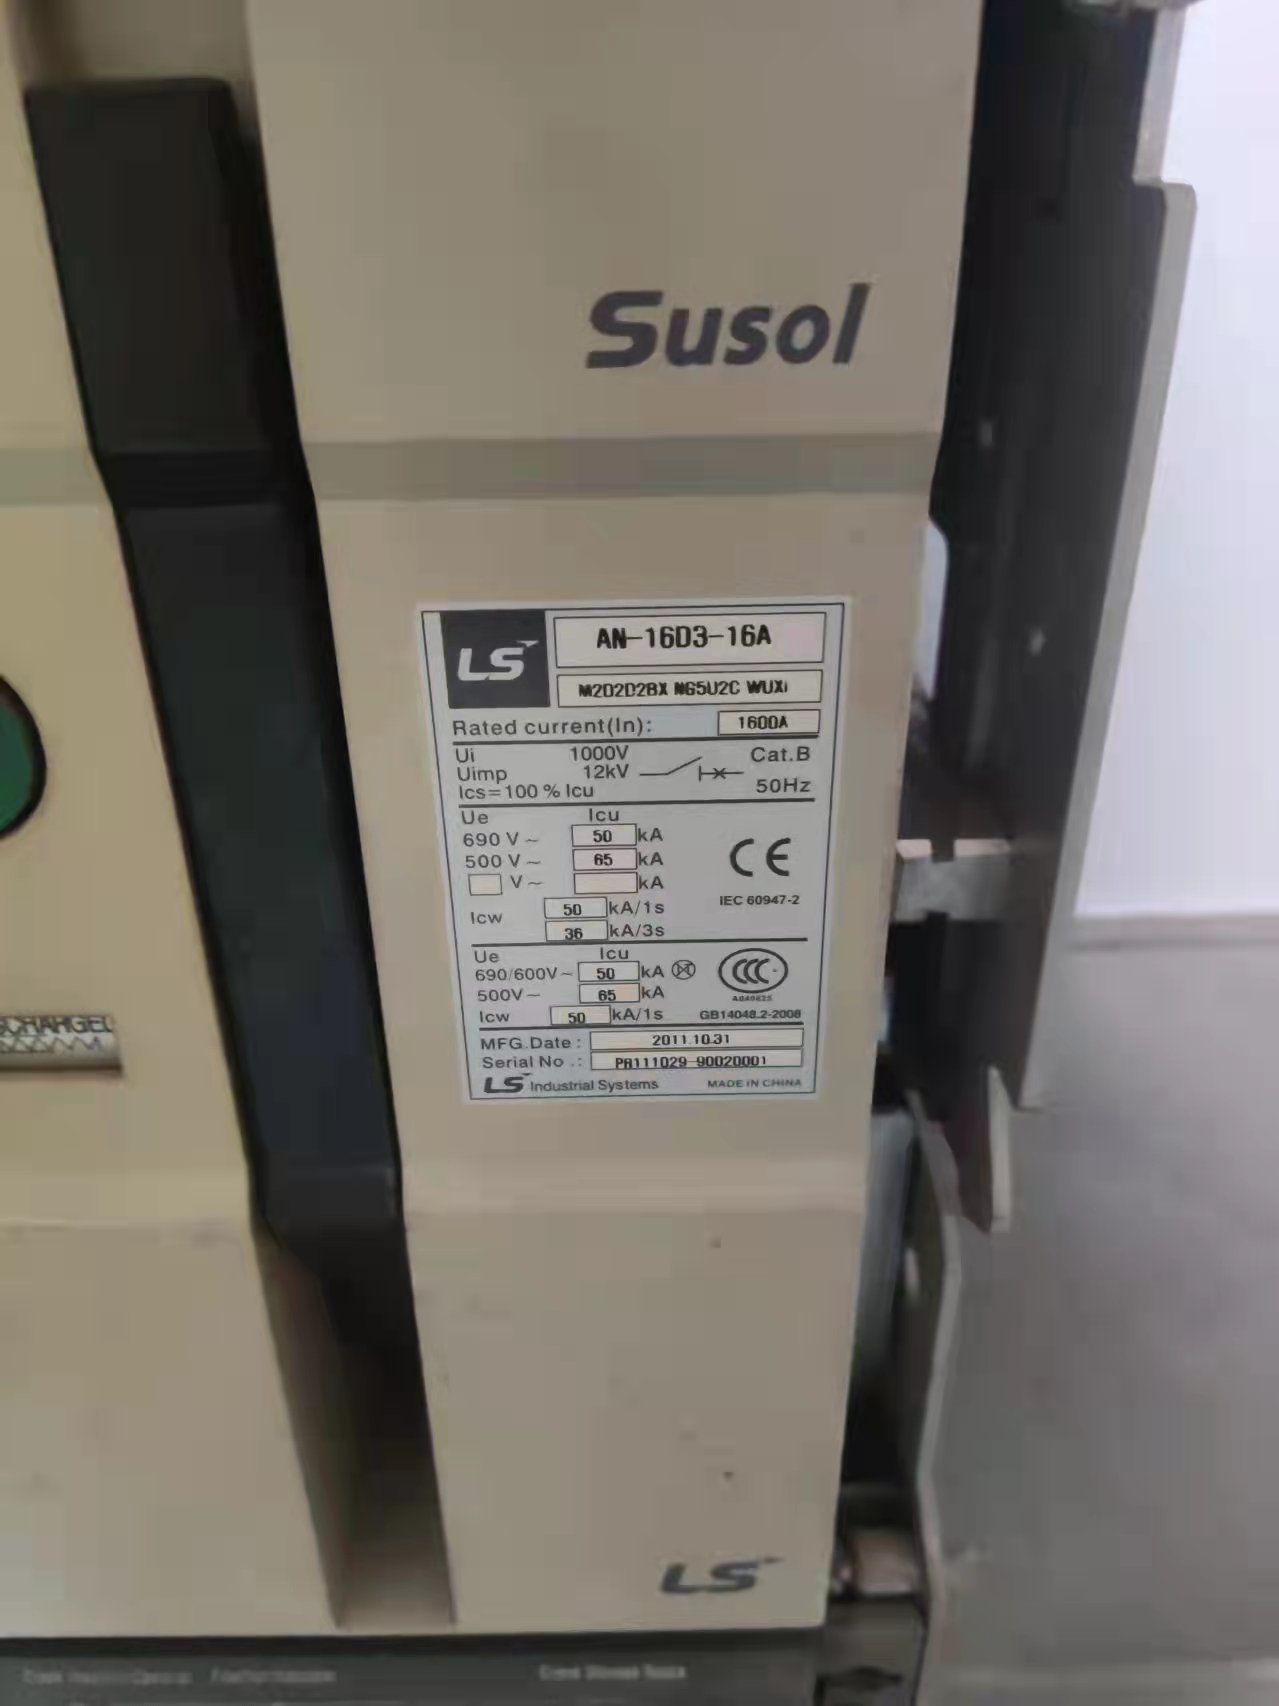 Susol
LS
AN-16D3-16A
M2D2D2BX NG5U2C WUXi
Rated current(In): 1600A
Ui 1000V Cat.B
Uimp 12kV
Ics=100 % Icu 50Hz
Ue Icu
690 V ~ 50 kA
500 V ~ 65 kA
CE
V ~ kA
IEC 60947-2
Icw 50 kA/1s
36 kA/3s
Ue Icu
690/600V~ 50 kA
CCC
500V~ 65 kA
Icw 50 kA/1s GB14048.2-2008
MFG.Date : 2011.10.31
Serial No .: PA111029-90020001
LS Industrial Systems MADE IN CHINA
LS